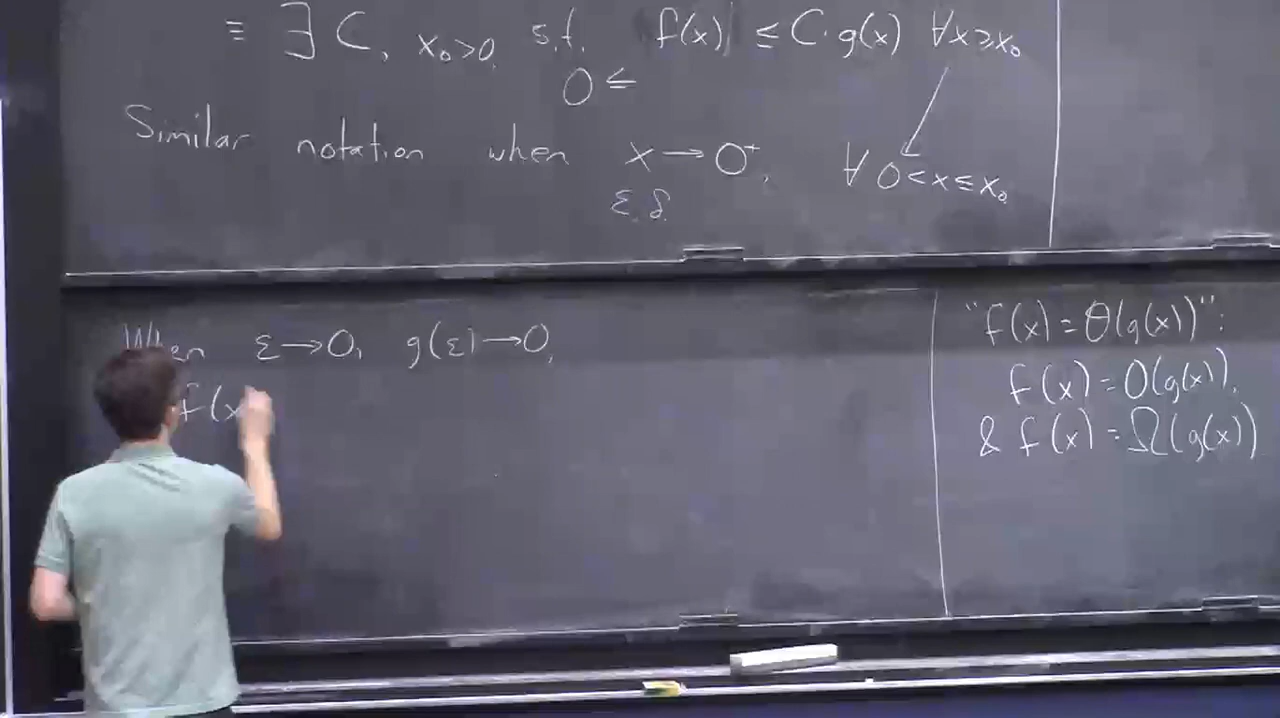 ≡ ∃ C, x₀>0, s.t. f(x) ≤ C·g(x) ∀x≥x₀
0 ≤
Similar notation when x→0⁺, ∀ 0<x≤x₀
ε, δ
When ε→0, g(ε)→0,
f(x
"f(x) = Θ(g(x))":
f(x) = O(g(x)),
& f(x) = Ω(g(x))